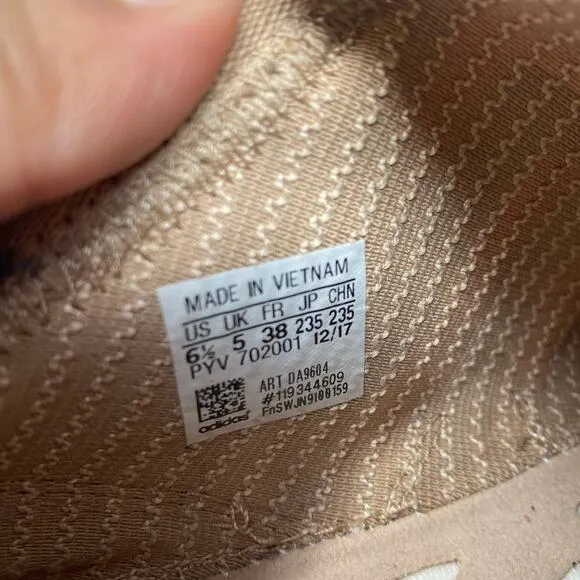 MADE IN VIETNAM
US UK FR JP CHN
6½ 5 38 235 235
PYV 702001 12/17
ART DA9604
#119344609
FnSWJN9100159
adidas